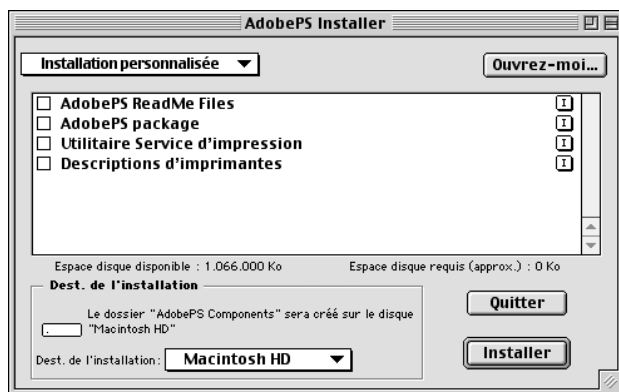 AdobePS Installer
Installation personnalisée
Ouvrez-moi...
AdobePS ReadMe Files
AdobePS package
Utilitaire Service d'impression
Descriptions d'imprimantes
Espace disque disponible : 1.066.000 Ko Espace disque requis (approx.) : 0 Ko
Dest. de l'installation
Le dossier "AdobePS Components" sera créé sur le disque
"Macintosh HD"
Dest. de l'installation : Macintosh HD
Quitter
Installer